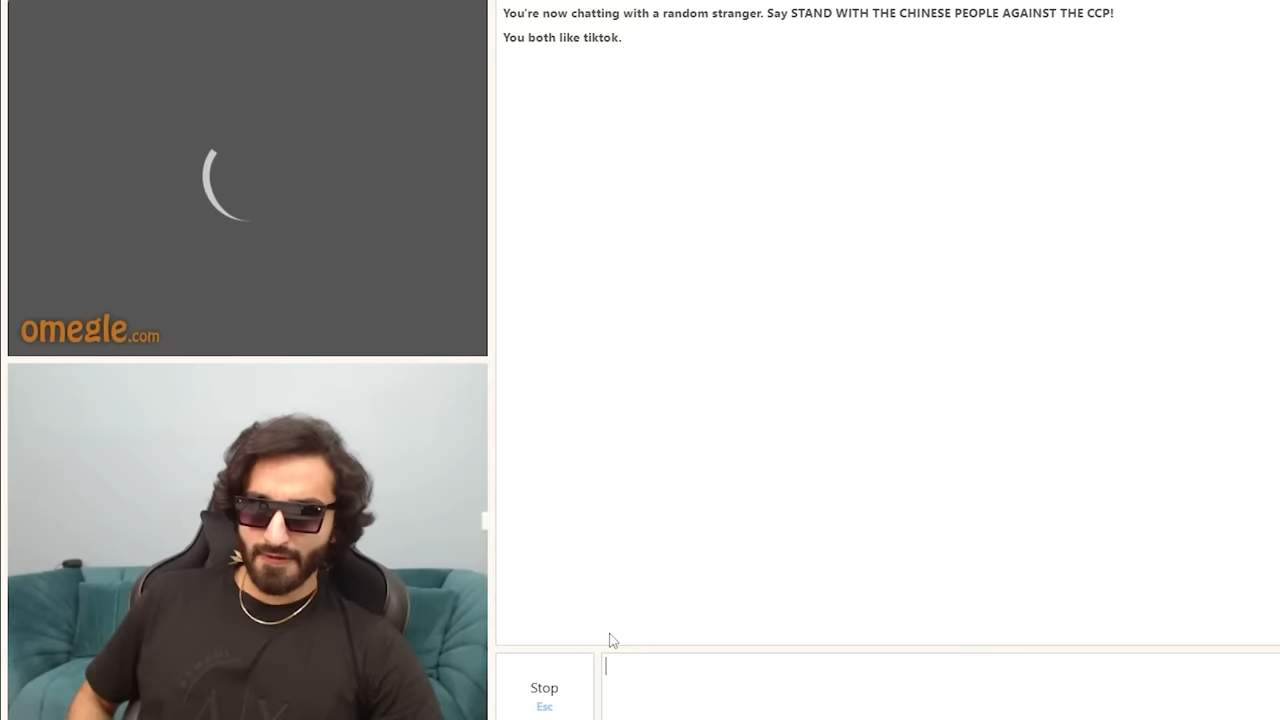 You're now chatting with a random stranger. Say STAND WITH THE CHINESE PEOPLE AGAINST THE CCP!
You both like tiktok.
omegle.com
Stop
Esc